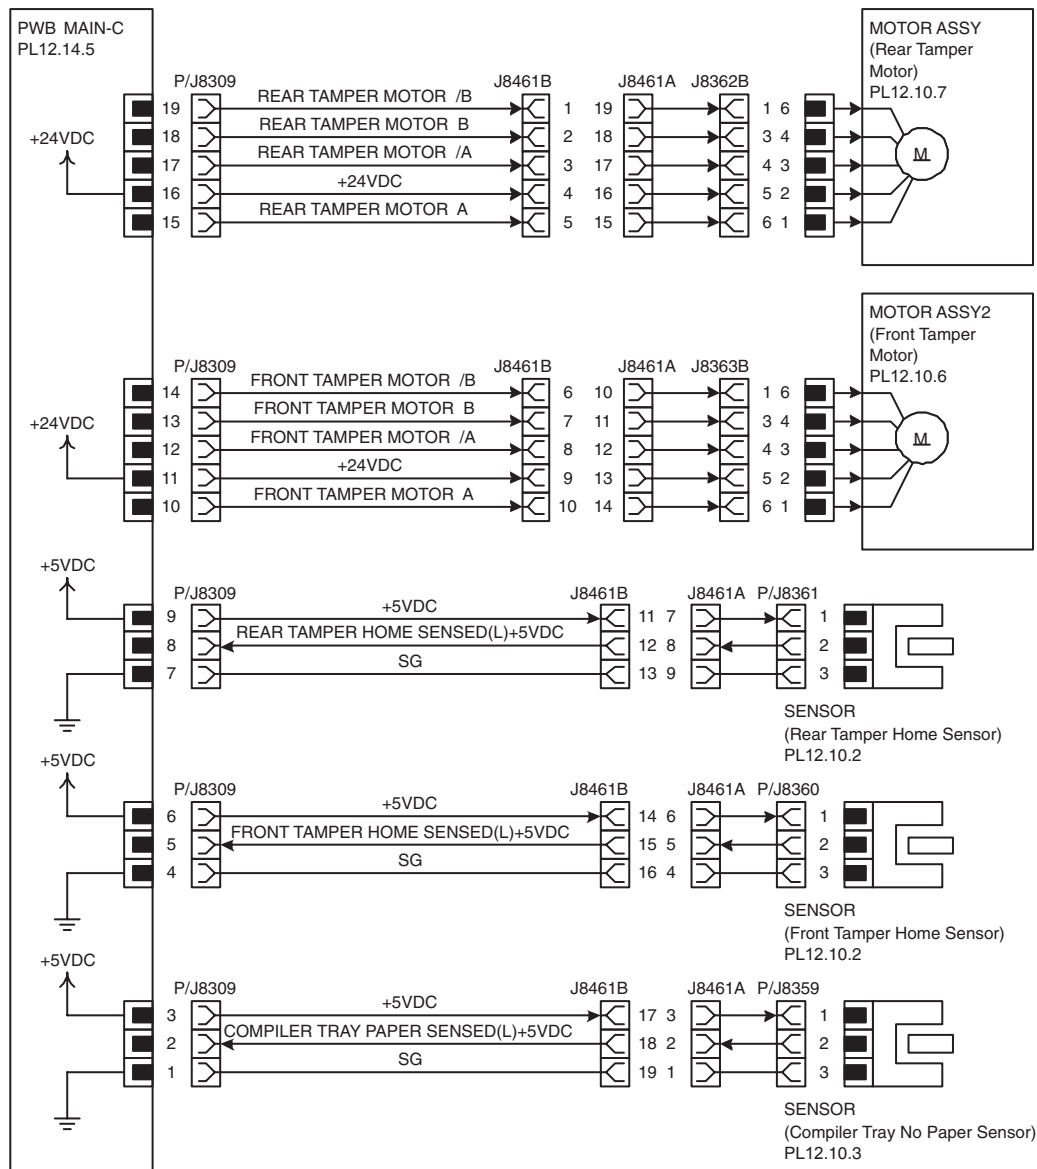 PWB MAIN-C
PL12.14.5
MOTOR ASSY
(Rear Tamper
Motor)
PL12.10.7
P/J8309 J8461B J8461A J8362B
+24VDC
19 REAR TAMPER MOTOR /B 1 19 1 6
18 REAR TAMPER MOTOR B 2 18 3 4
17 REAR TAMPER MOTOR /A 3 17 4 3
16 +24VDC 4 16 5 2
15 REAR TAMPER MOTOR A 5 15 6 1
M
MOTOR ASSY2
(Front Tamper
Motor)
PL12.10.6
P/J8309 J8461B J8461A J8363B
+24VDC
14 FRONT TAMPER MOTOR /B 6 10 1 6
13 FRONT TAMPER MOTOR B 7 11 3 4
12 FRONT TAMPER MOTOR /A 8 12 4 3
11 +24VDC 9 13 5 2
10 FRONT TAMPER MOTOR A 10 14 6 1
M
+5VDC
P/J8309 J8461B J8461A P/J8361
9 +5VDC 11 7 1
8 REAR TAMPER HOME SENSED(L)+5VDC 12 8 2
7 SG 13 9 3
SENSOR
(Rear Tamper Home Sensor)
PL12.10.2
+5VDC
P/J8309 J8461B J8461A P/J8360
6 +5VDC 14 6 1
5 FRONT TAMPER HOME SENSED(L)+5VDC 15 5 2
4 SG 16 4 3
SENSOR
(Front Tamper Home Sensor)
PL12.10.2
+5VDC
P/J8309 J8461B J8461A P/J8359
3 +5VDC 17 3 1
2 COMPILER TRAY PAPER SENSED(L)+5VDC 18 2 2
1 SG 19 1 3
SENSOR
(Compiler Tray No Paper Sensor)
PL12.10.3